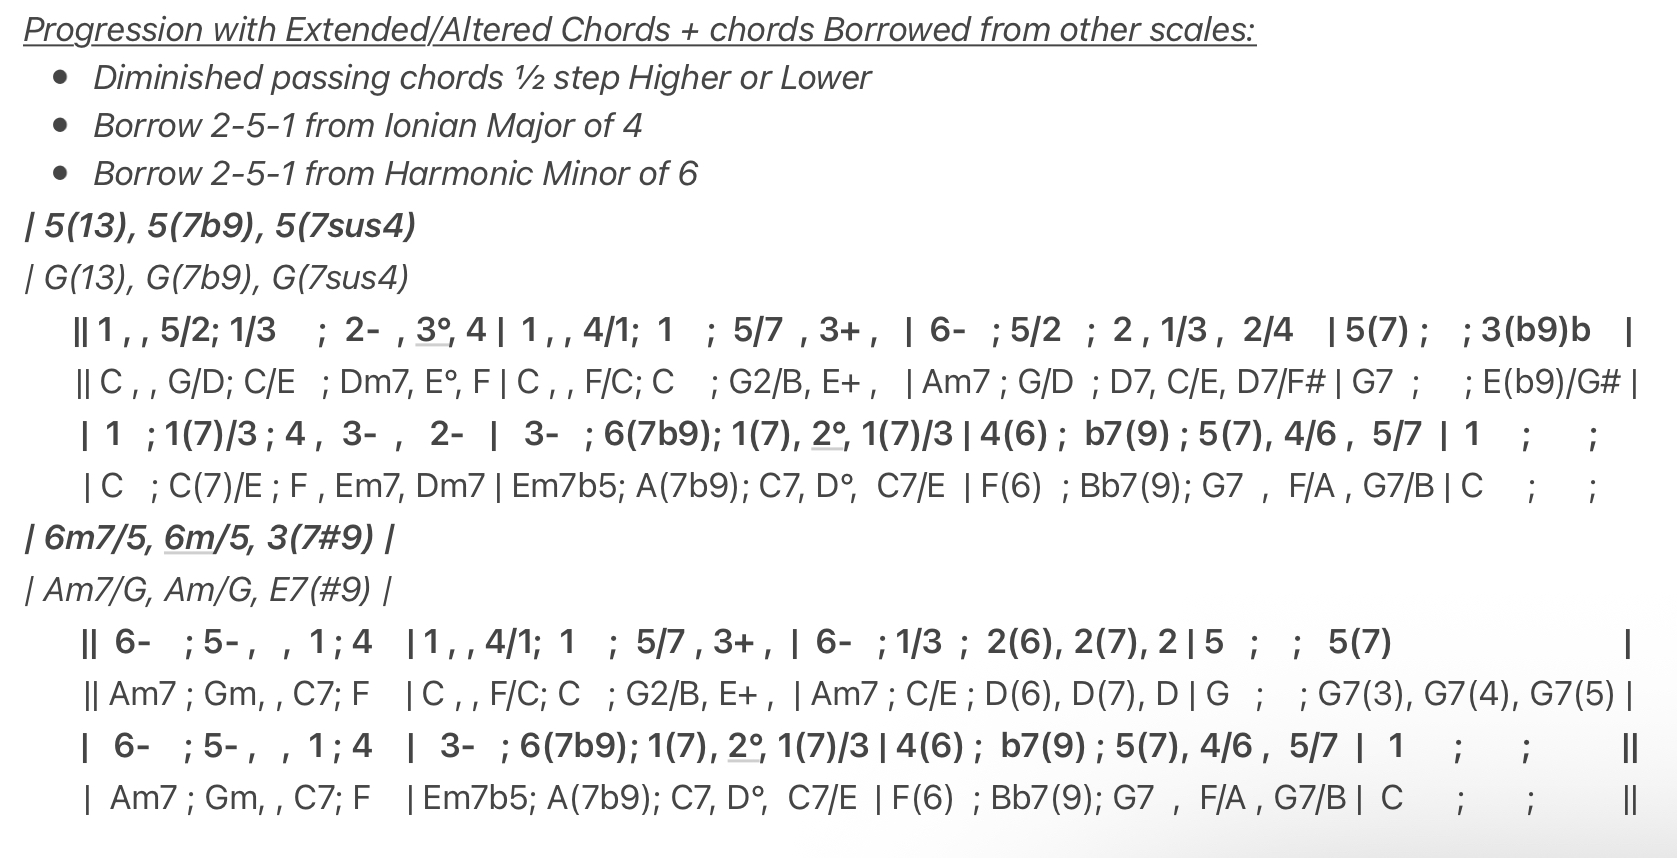 Progression with Extended/Altered Chords + chords Borrowed from other scales:
• Diminished passing chords ½ step Higher or Lower
• Borrow 2-5-1 from Ionian Major of 4
• Borrow 2-5-1 from Harmonic Minor of 6
| 5(13), 5(7b9), 5(7sus4)
| G(13), G(7b9), G(7sus4)
|| 1 , , 5/2; 1/3 ; 2- , 3°, 4 | 1 , , 4/1; 1 ; 5/7 , 3+ , | 6- ; 5/2 ; 2 , 1/3 , 2/4 | 5(7) ; ; 3(b9)b |
|| C , , G/D; C/E ; Dm7, E°, F | C , , F/C; C ; G2/B, E+ , | Am7 ; G/D ; D7, C/E, D7/F# | G7 ; ; E(b9)/G# |
| 1 ; 1(7)/3 ; 4 , 3- , 2- | 3- ; 6(7b9); 1(7), 2°, 1(7)/3 | 4(6) ; b7(9) ; 5(7), 4/6 , 5/7 | 1 ; ;
| C ; C(7)/E ; F , Em7, Dm7 | Em7b5; A(7b9); C7, D°, C7/E | F(6) ; Bb7(9); G7 , F/A , G7/B | C ; ;
| 6m7/5, 6m/5, 3(7#9) |
| Am7/G, Am/G, E7(#9) |
|| 6- ; 5- , , 1 ; 4 | 1 , , 4/1; 1 ; 5/7 , 3+ , | 6- ; 1/3 ; 2(6), 2(7), 2 | 5 ; ; 5(7) |
|| Am7 ; Gm, , C7; F | C , , F/C; C ; G2/B, E+ , | Am7 ; C/E ; D(6), D(7), D | G ; ; G7(3), G7(4), G7(5) |
| 6- ; 5- , , 1 ; 4 | 3- ; 6(7b9); 1(7), 2°, 1(7)/3 | 4(6) ; b7(9) ; 5(7), 4/6 , 5/7 | 1 ; ; ||
| Am7 ; Gm, , C7; F | Em7b5; A(7b9); C7, D°, C7/E | F(6) ; Bb7(9); G7 , F/A , G7/B | C ; ; ||